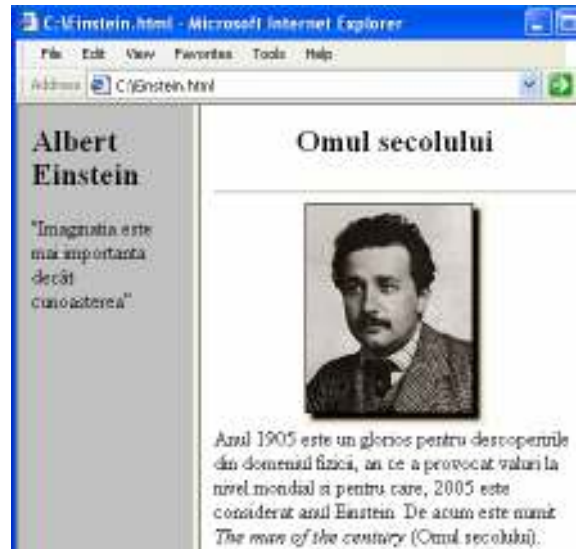 C:\Einstein.html - Microsoft Internet Explorer
File Edit View Favorites Tools Help
Address C:\Einstein.html
Albert
Einstein
"Imaginatia este
mai importanta
decât
cunoasterea"
Omul secolului
Anul 1905 este un glorios pentru descoperirile
din domeniul fizicii, an ce a provocat valuri la
nivel mondial si pentru care, 2005 este
considerat anul Einstein. De acum este numit
The man of the century (Omul secolului).